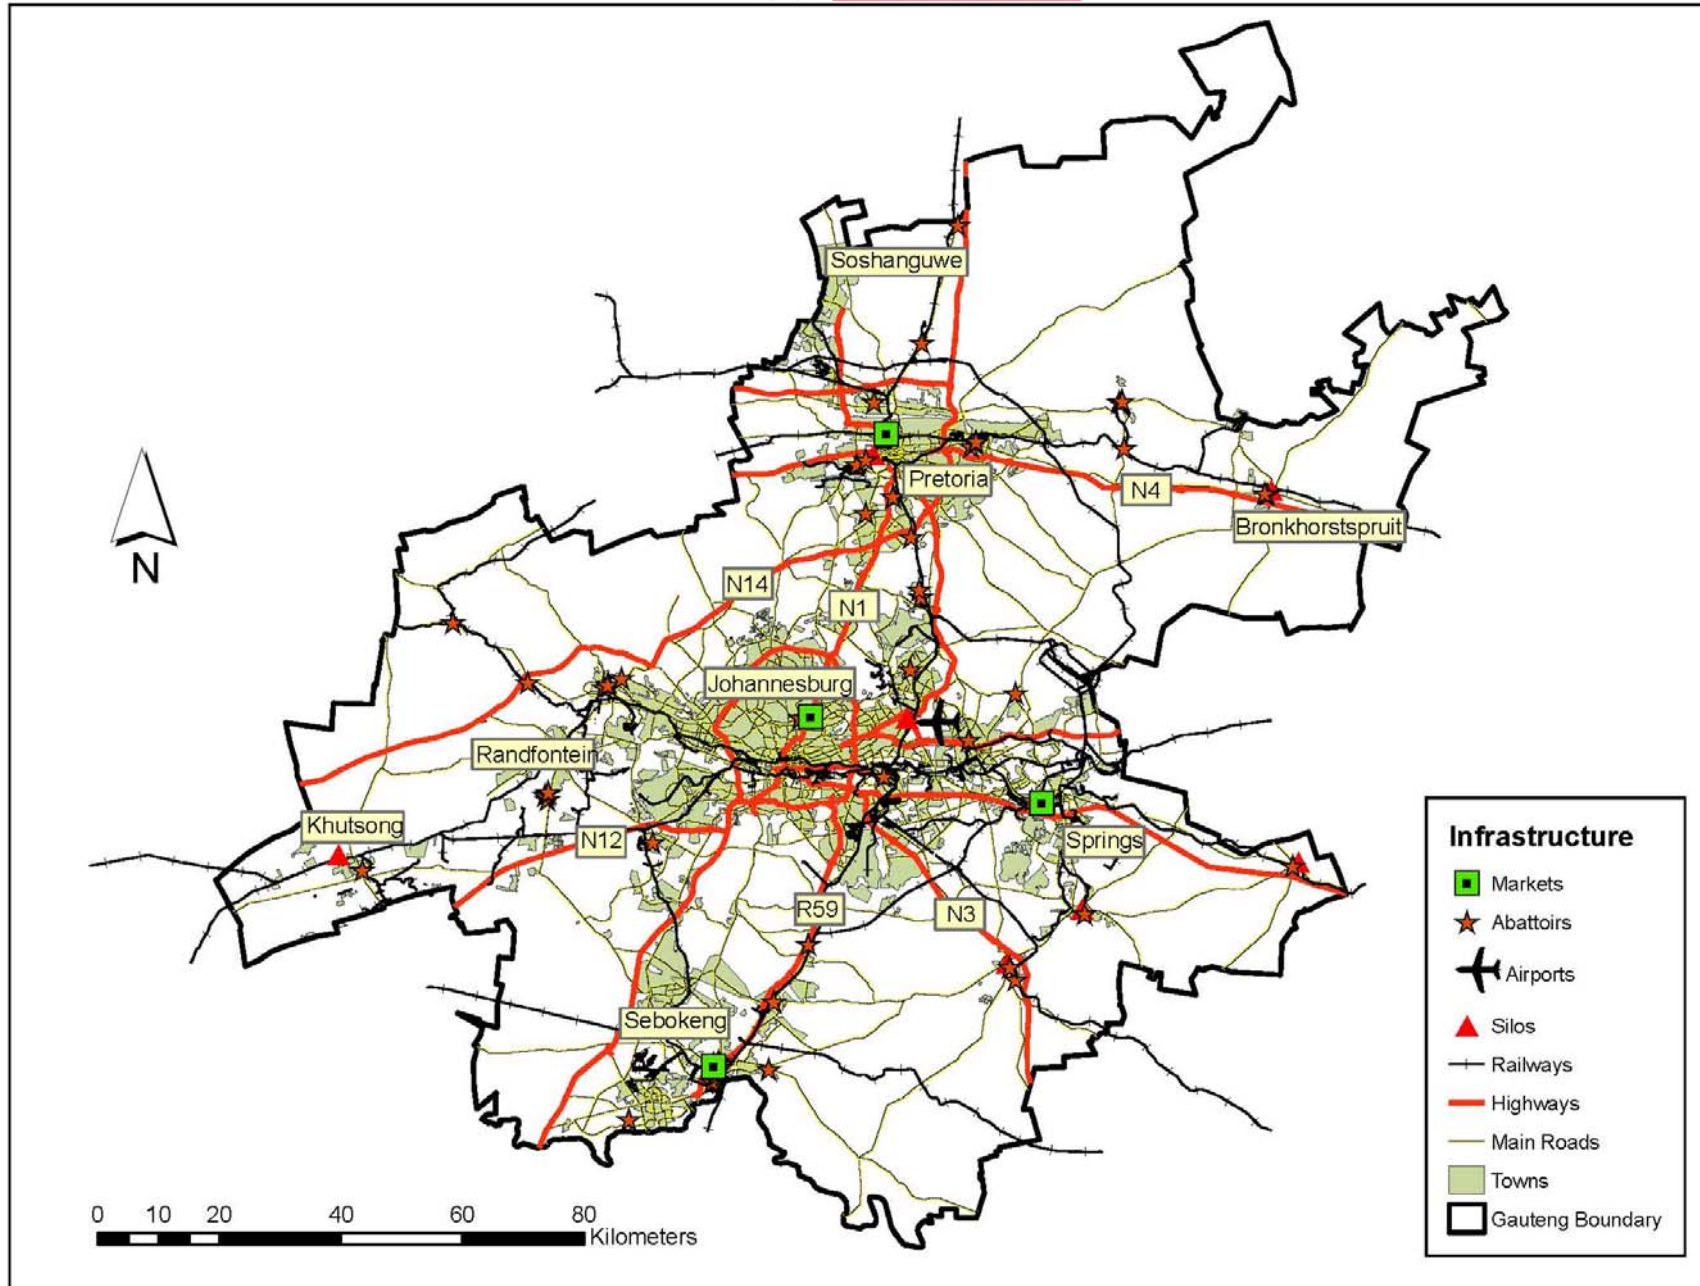 Soshanguwe
Pretoria
N4
Bronkhorstspruit
N
N14
N1
Johannesburg
Randfontein
Khutsong
N12
Springs
R59
N3
Sebokeng
0 10 20 40 60 80
Kilometers
Infrastructure
Markets
Abattoirs
Airports
Silos
Railways
Highways
Main Roads
Towns
Gauteng Boundary